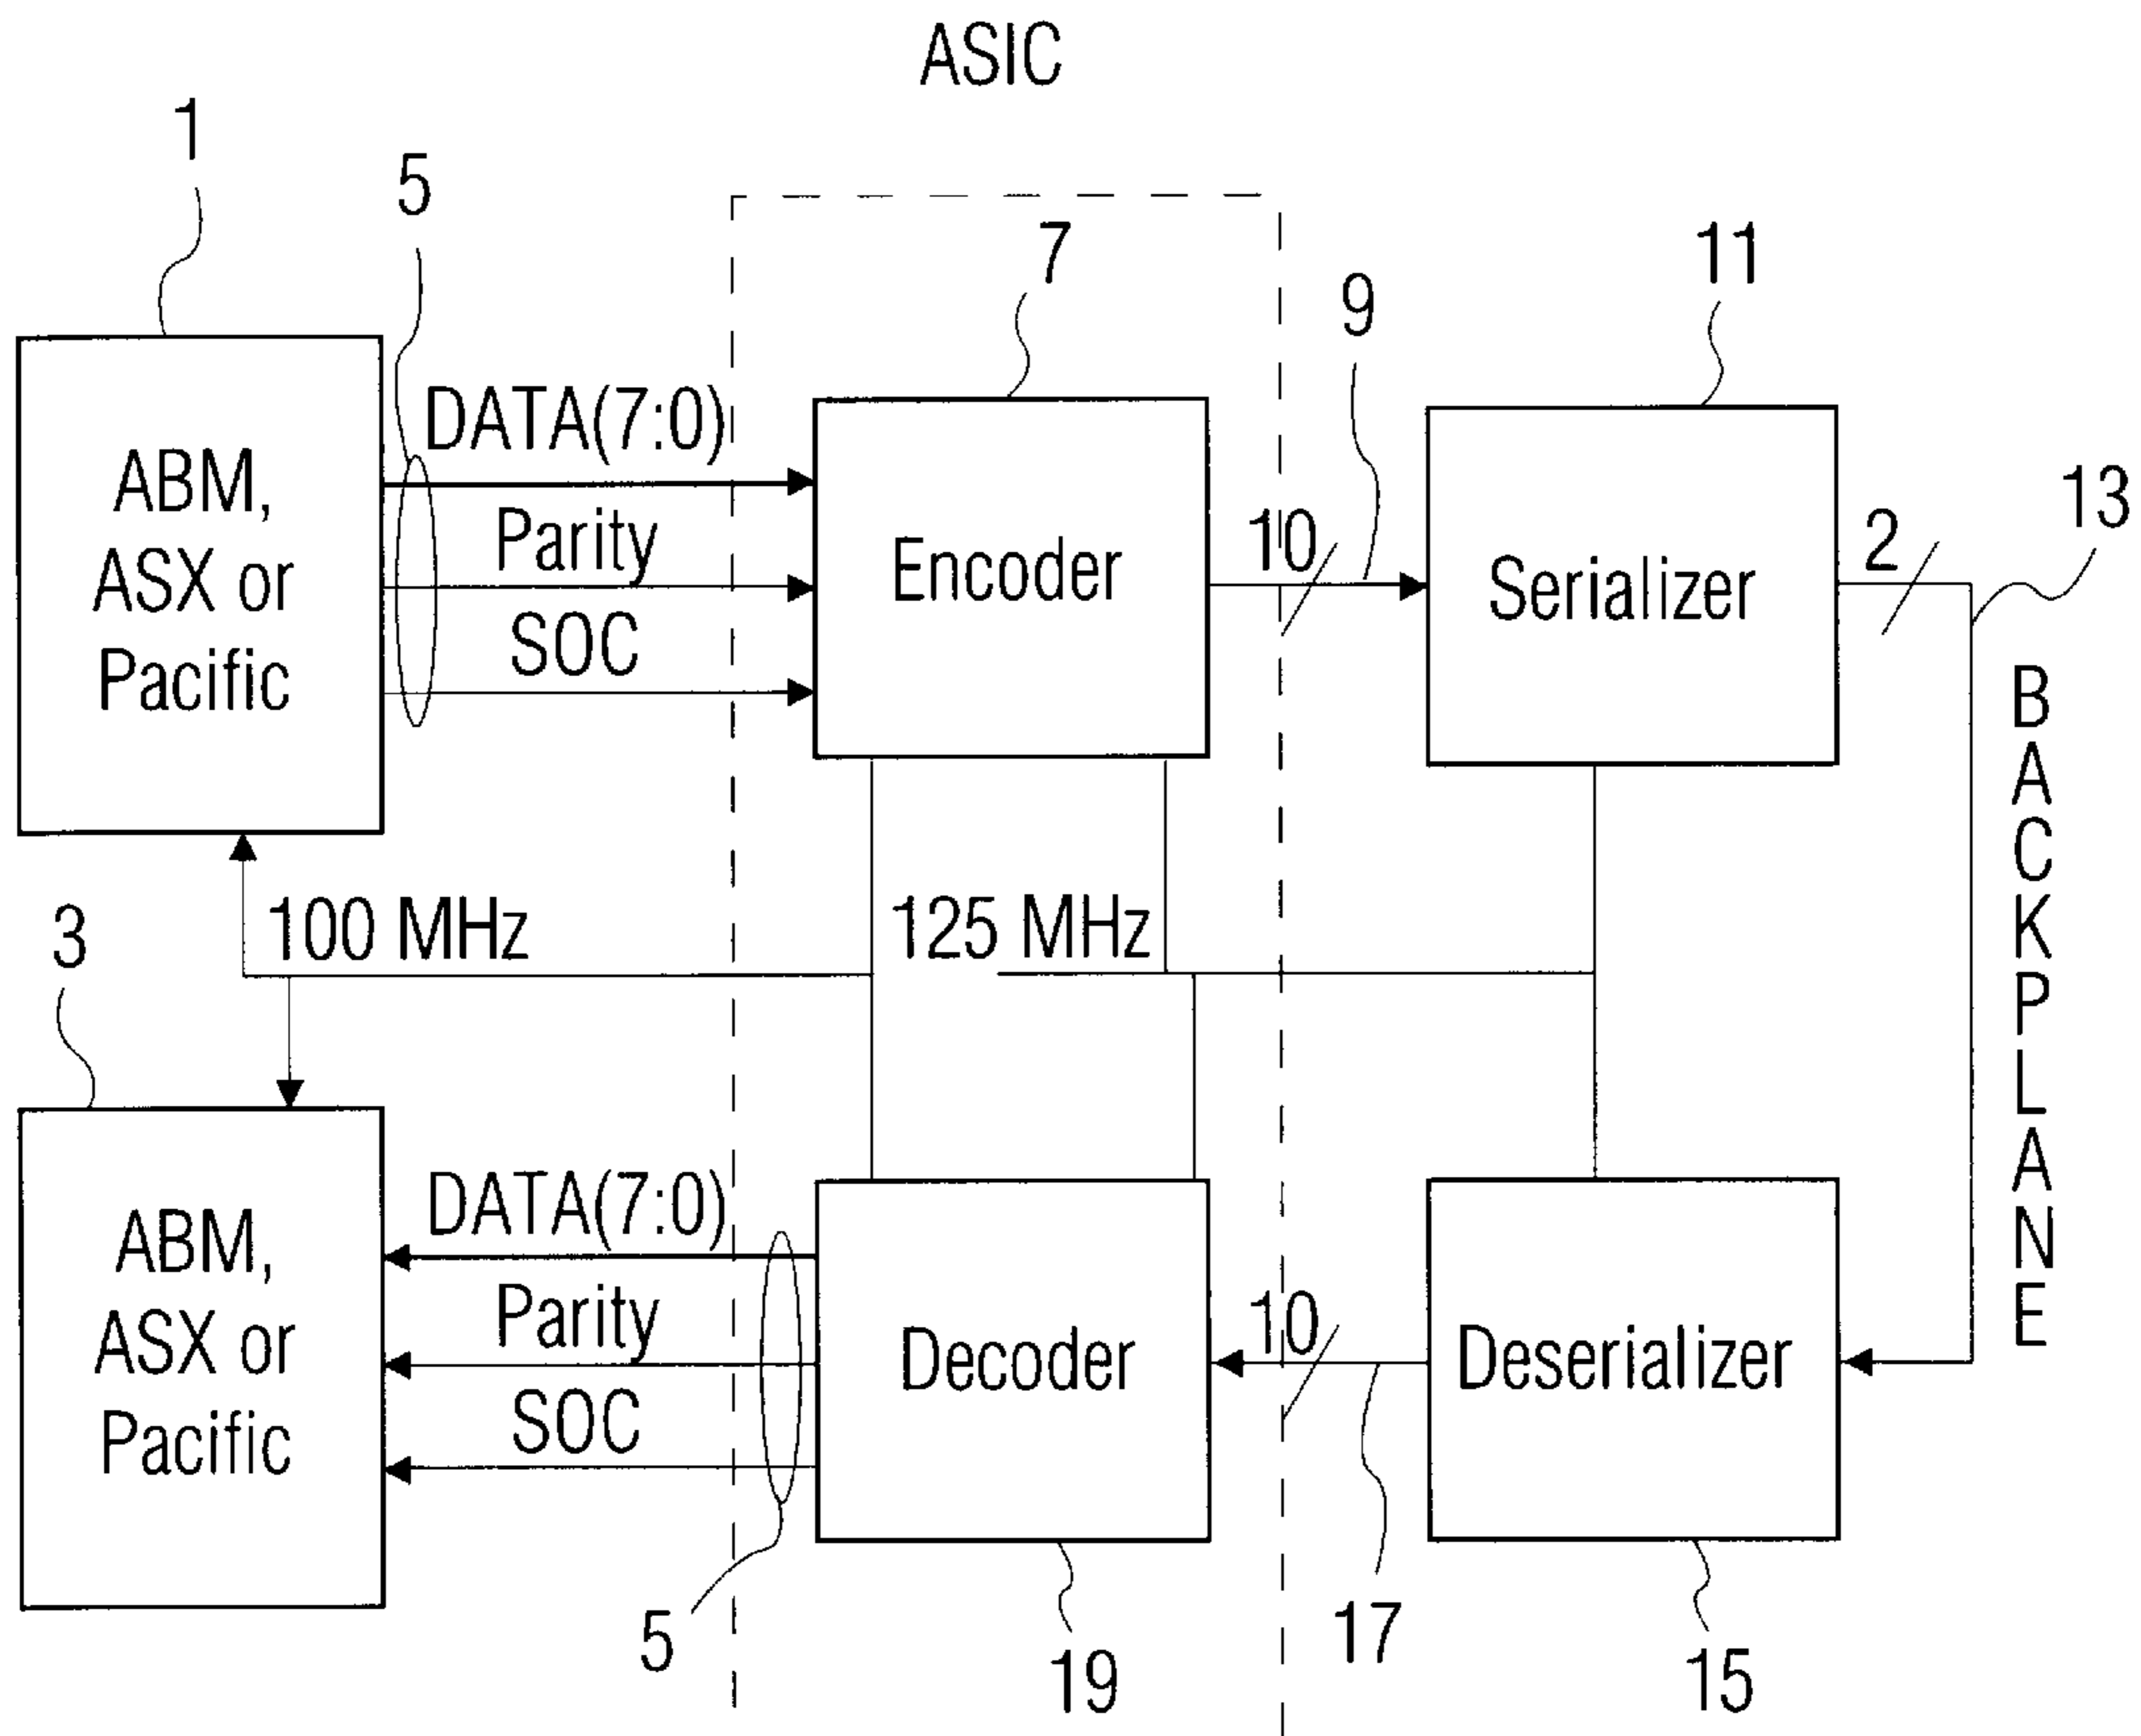 ASIC
1
5
7
9
11
13
DATA(7:0)
Parity
SOC
ABM,
ASX or
Pacific
Encoder
10
Serializer
2
BACKPLANE
100 MHz
125 MHz
3
DATA(7:0)
Parity
SOC
ABM,
ASX or
Pacific
Decoder
10
Deserializer
5
19
17
15